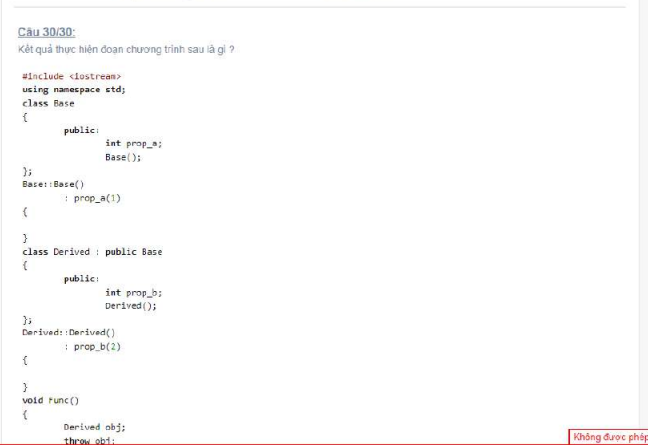 Câu 30/30:
Kết quả thực hiện đoạn chương trình sau là gì ?
#include <iostream>
using namespace std;
class Base
{
public:
int prop_a;
Base();
};
Base::Base()
: prop_a(1)
{
}
class Derived : public Base
{
public:
int prop_b;
Derived();
};
Derived::Derived()
: prop_b(2)
{
}
void Func()
{
Derived obj;
throw obj;
Không được phép